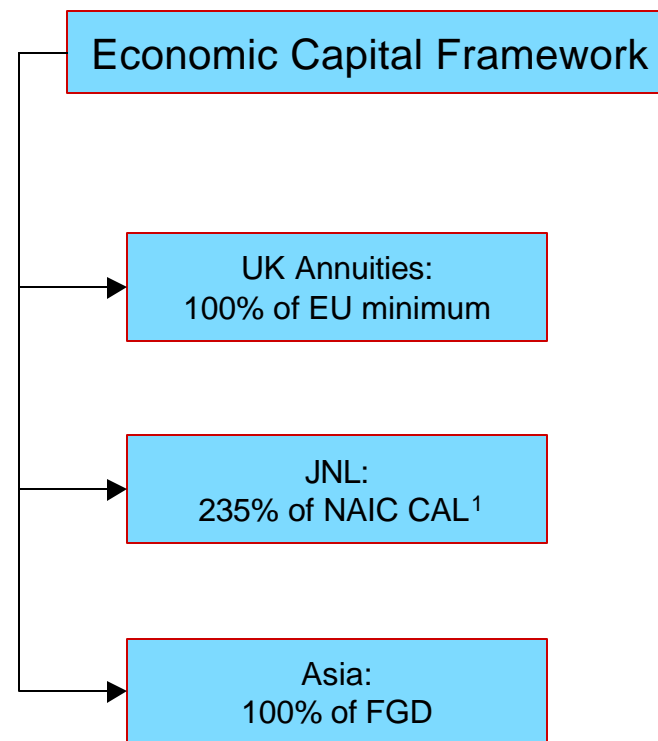 Economic Capital Framework
UK Annuities:
100% of EU minimum
JNL:
235% of NAIC CAL¹
Asia:
100% of FGD